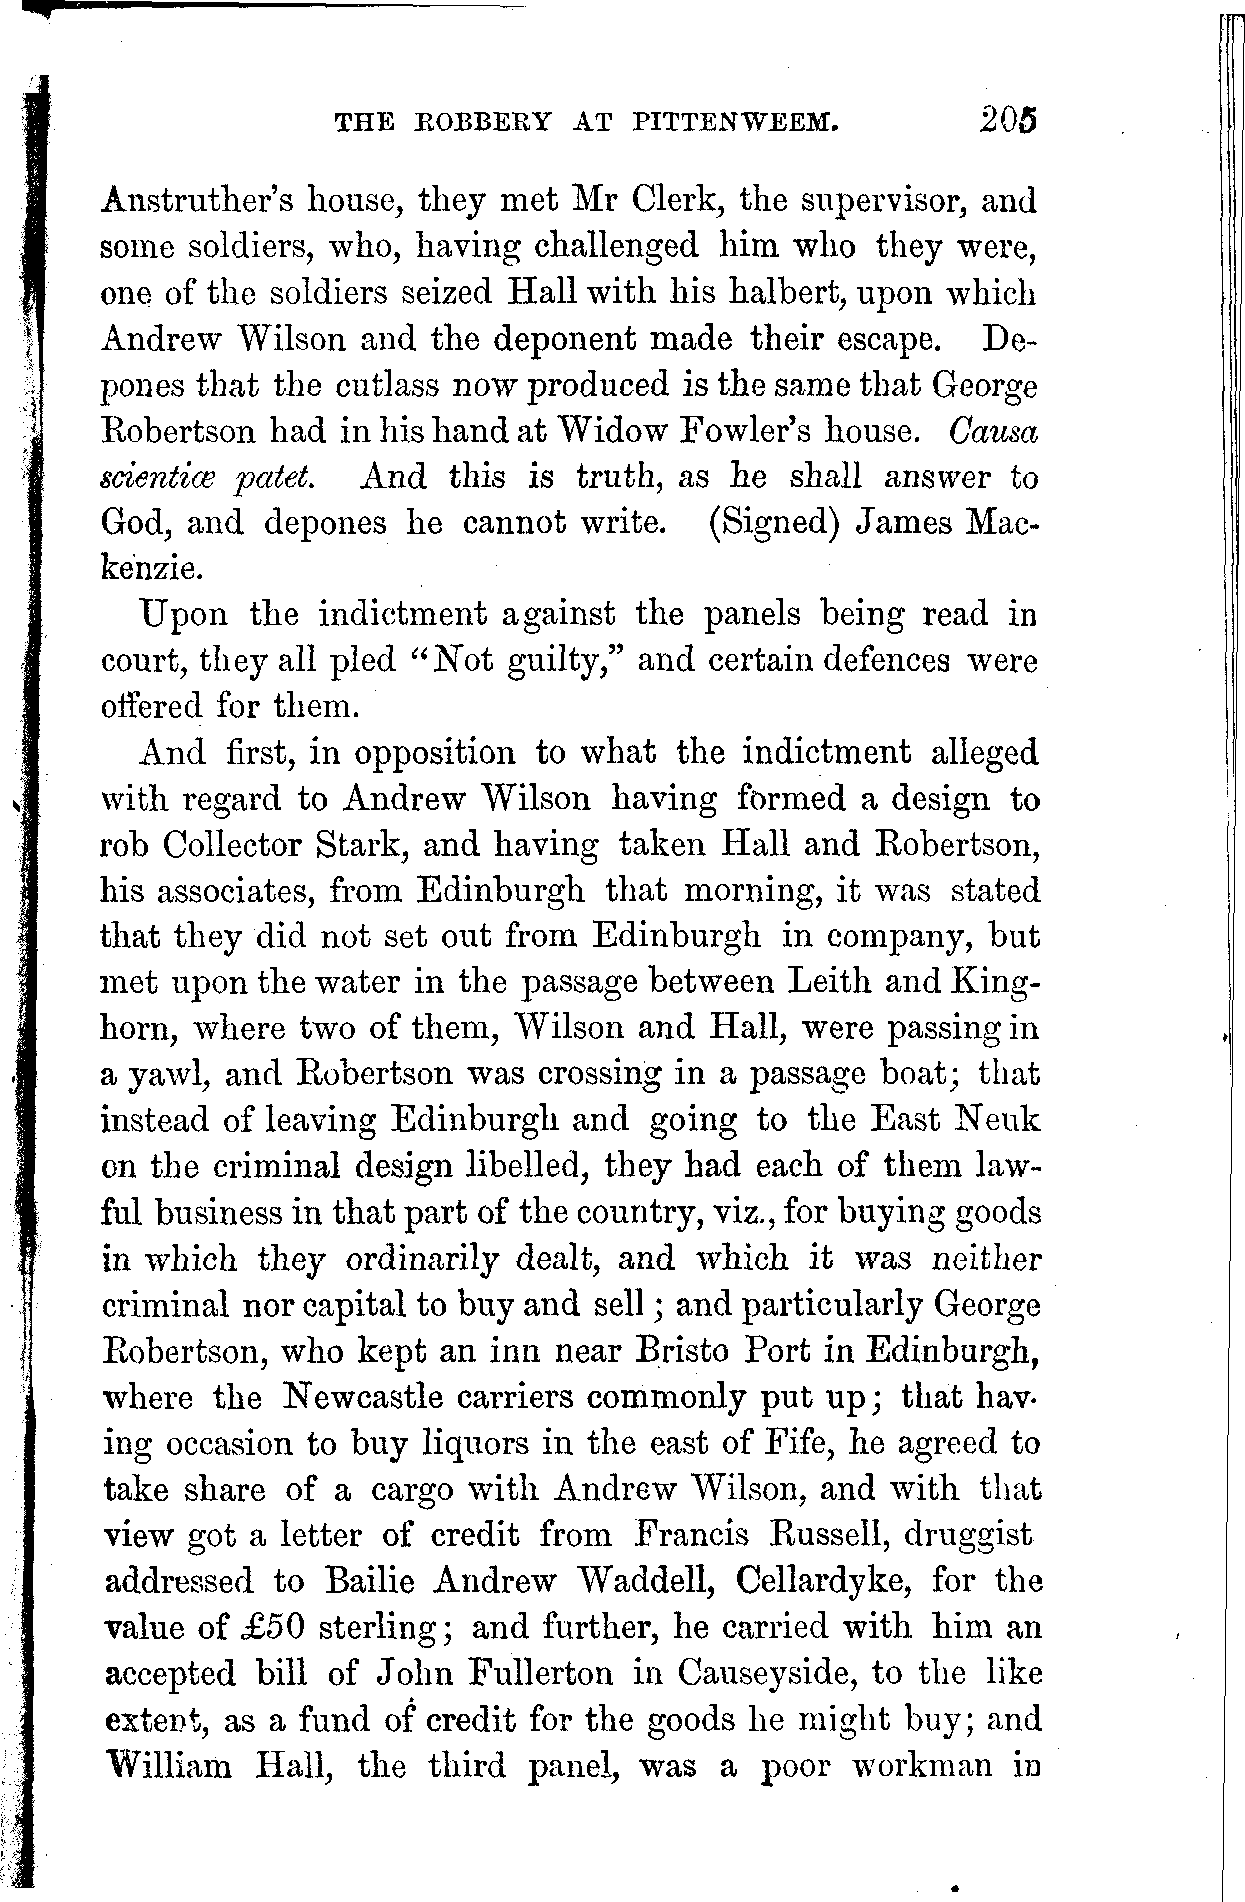 THE ROBBERY AT PITTENWEEM. 205
Anstruther's house, they met Mr Clerk, the supervisor, and
some soldiers, who, having challenged him who they were,
one of the soldiers seized Hall with his halbert, upon which
Andrew Wilson and the deponent made their escape. De-
pones that the cutlass now produced is the same that George
Robertson had in his hand at Widow Fowler's house. Causa
scientiæ patet. And this is truth, as he shall answer to
God, and depones he cannot write. (Signed) James Mac-
kenzie.
Upon the indictment against the panels being read in
court, they all pled "Not guilty," and certain defences were
offered for them.
And first, in opposition to what the indictment alleged
with regard to Andrew Wilson having formed a design to
rob Collector Stark, and having taken Hall and Robertson,
his associates, from Edinburgh that morning, it was stated
that they did not set out from Edinburgh in company, but
met upon the water in the passage between Leith and King-
horn, where two of them, Wilson and Hall, were passing in
a yawl, and Robertson was crossing in a passage boat; that
instead of leaving Edinburgh and going to the East Neuk
on the criminal design libelled, they had each of them law-
ful business in that part of the country, viz., for buying goods
in which they ordinarily dealt, and which it was neither
criminal nor capital to buy and sell; and particularly George
Robertson, who kept an inn near Bristo Port in Edinburgh,
where the Newcastle carriers commonly put up; that hav-
ing occasion to buy liquors in the east of Fife, he agreed to
take share of a cargo with Andrew Wilson, and with that
view got a letter of credit from Francis Russell, druggist
addressed to Bailie Andrew Waddell, Cellardyke, for the
value of £50 sterling; and further, he carried with him an
accepted bill of John Fullerton in Causeyside, to the like
extent, as a fund of credit for the goods he might buy; and
William Hall, the third panel, was a poor workman in